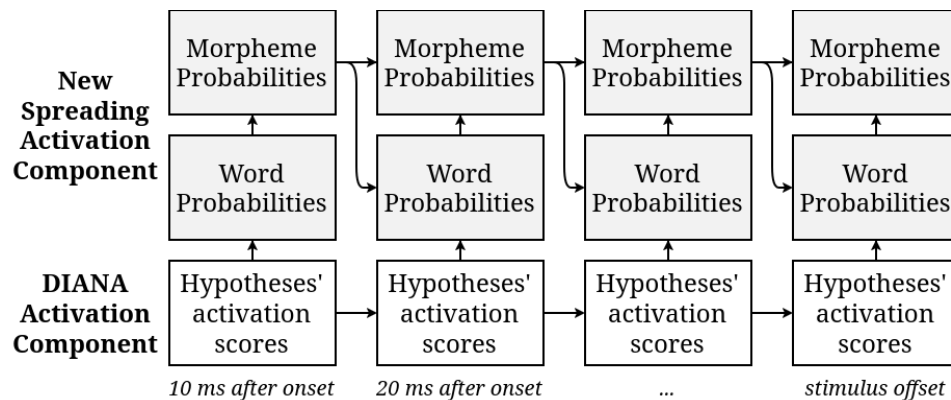 New
Spreading
Activation
Component
Morpheme
Probabilities
Morpheme
Probabilities
Morpheme
Probabilities
Morpheme
Probabilities
Word
Probabilities
Word
Probabilities
Word
Probabilities
Word
Probabilities
DIANA
Activation
Component
Hypotheses'
activation
scores
Hypotheses'
activation
scores
Hypotheses'
activation
scores
Hypotheses'
activation
scores
10 ms after onset
20 ms after onset
...
stimulus offset